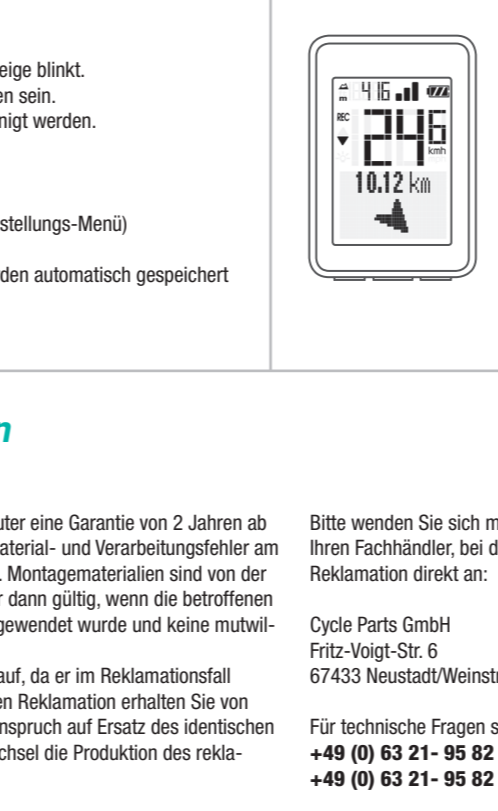 eige blinkt.
en sein.
nigt werden.
stellungs-Menü)
den automatisch gespeichert
m
416
REC
24 6
kmh
10.12 km
n
uter eine Garantie von 2 Jahren ab
aterial- und Verarbeitungsfehler am
. Montagematerialien sind von der
r dann gültig, wenn die betroffenen
gewendet wurde und keine mutwil-
auf, da er im Reklamationsfall
en Reklamation erhalten Sie von
nspruch auf Ersatz des identischen
chsel die Produktion des rekla-
Bitte wenden Sie sich m
Ihren Fachhändler, bei d
Reklamation direkt an:
Cycle Parts GmbH
Fritz-Voigt-Str. 6
67433 Neustadt/Weinstr
Für technische Fragen s
+49 (0) 63 21- 95 82
+49 (0) 63 21- 95 82